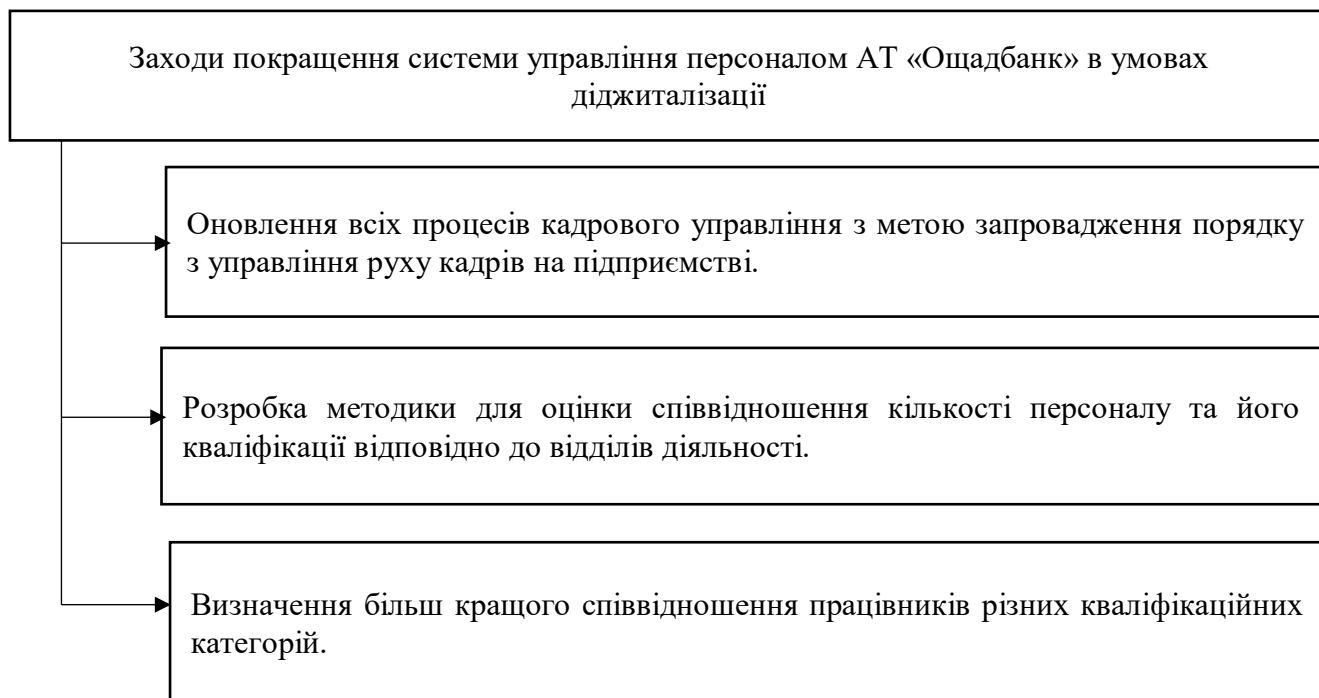 Заходи покращення системи управління персоналом АТ «Ощадбанк» в умовах
діджиталізації
Оновлення всіх процесів кадрового управління з метою запровадження порядку
з управління руху кадрів на підприємстві.
Розробка методики для оцінки співвідношення кількості персоналу та його
кваліфікації відповідно до відділів діяльності.
Визначення більш кращого співвідношення працівників різних кваліфікаційних
категорій.